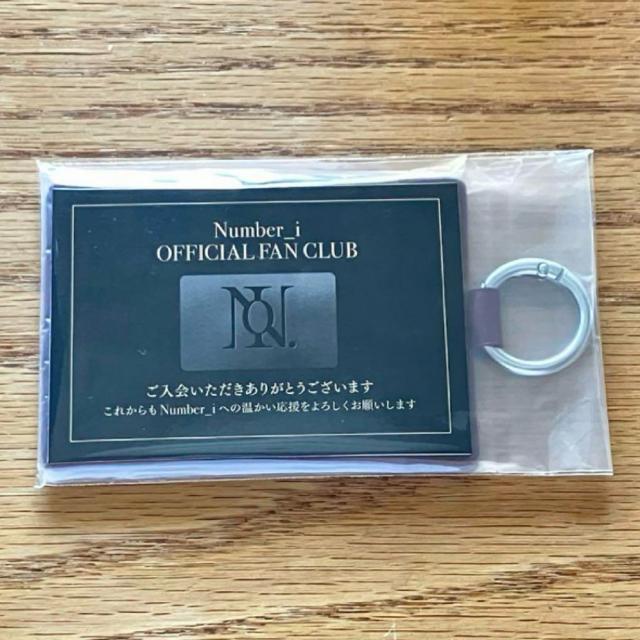 Number_i
OFFICIAL FAN CLUB
NO.
ご入会いただきありがとうございます
これからもNumber_iへの温かい応援をよろしくお願いします